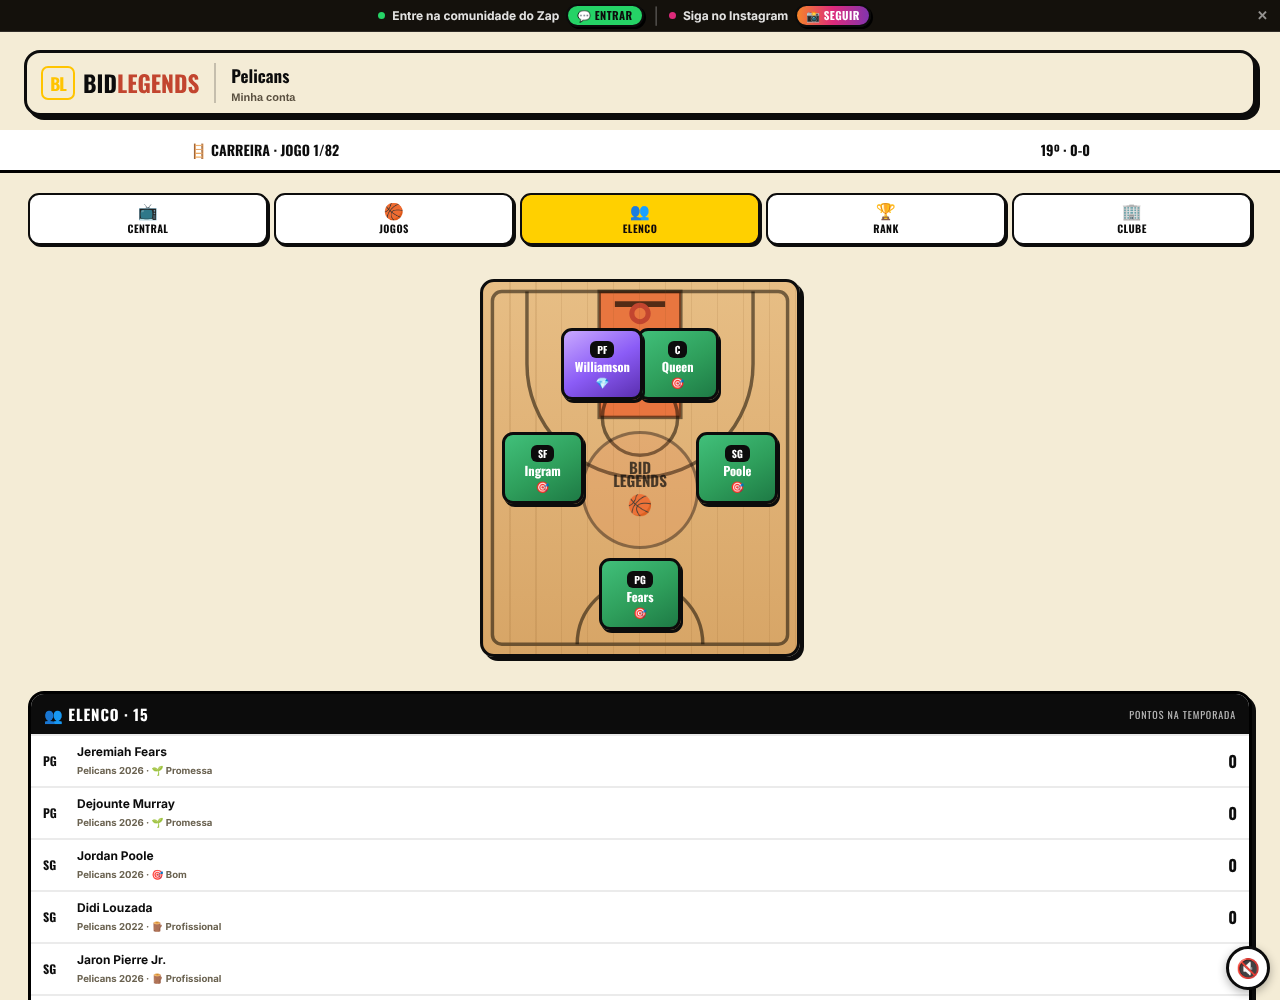 Entre na comunidade do Zap 💬 ENTRAR Siga no Instagram 📸 SEGUIR ✕
BL BIDLEGENDS
Pelicans
Minha conta
CARREIRA · JOGO 1/82
19º · 0-0
CENTRAL
JOGOS
ELENCO
RANK
CLUBE
PF
Williamson
C
Queen
SF
Ingram
SG
Poole
BID
LEGENDS
PG
Fears
ELENCO · 15
PONTOS NA TEMPORADA
PG
Jeremiah Fears
Pelicans 2026 · 🌱 Promessa
0
PG
Dejounte Murray
Pelicans 2026 · 🌱 Promessa
0
SG
Jordan Poole
Pelicans 2026 · 🎯 Bom
0
SG
Didi Louzada
Pelicans 2022 · 🪵 Profissional
0
SG
Jaron Pierre Jr.
Pelicans 2026 · 🪵 Profissional